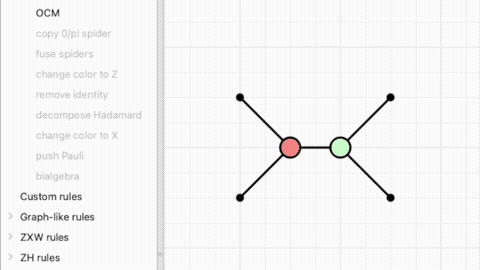 OCM
copy 0/pi spider
fuse spiders
change color to Z
remove identity
decompose Hadamard
change color to X
push Pauli
bialgebra
Custom rules
Graph-like rules
ZXW rules
ZH rules